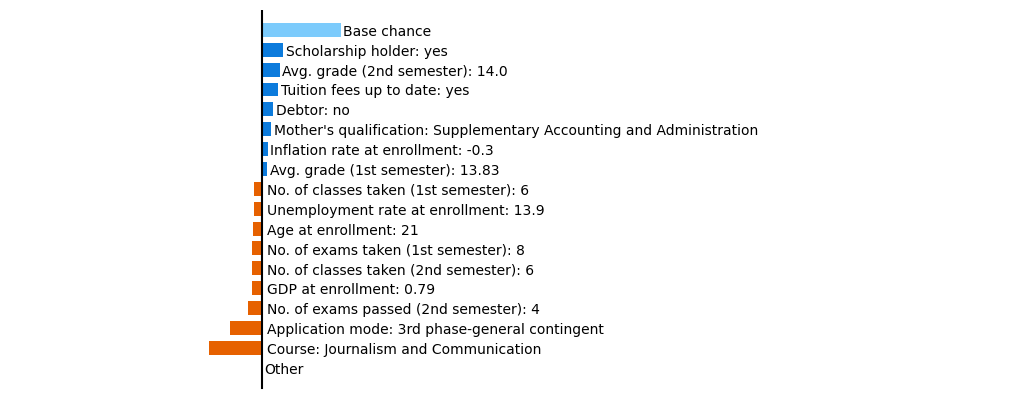 Base chance
Scholarship holder: yes
Avg. grade (2nd semester): 14.0
Tuition fees up to date: yes
Debtor: no
Mother's qualification: Supplementary Accounting and Administration
Inflation rate at enrollment: -0.3
Avg. grade (1st semester): 13.83
No. of classes taken (1st semester): 6
Unemployment rate at enrollment: 13.9
Age at enrollment: 21
No. of exams taken (1st semester): 8
No. of classes taken (2nd semester): 6
GDP at enrollment: 0.79
No. of exams passed (2nd semester): 4
Application mode: 3rd phase-general contingent
Course: Journalism and Communication
Other